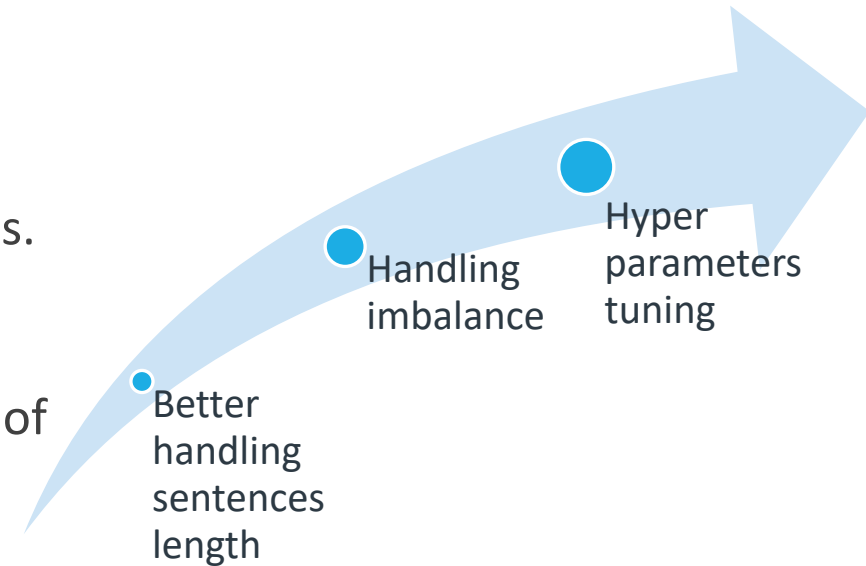 s.
of
Better
handling
sentences
length
Handling
imbalance
Hyper
parameters
tuning